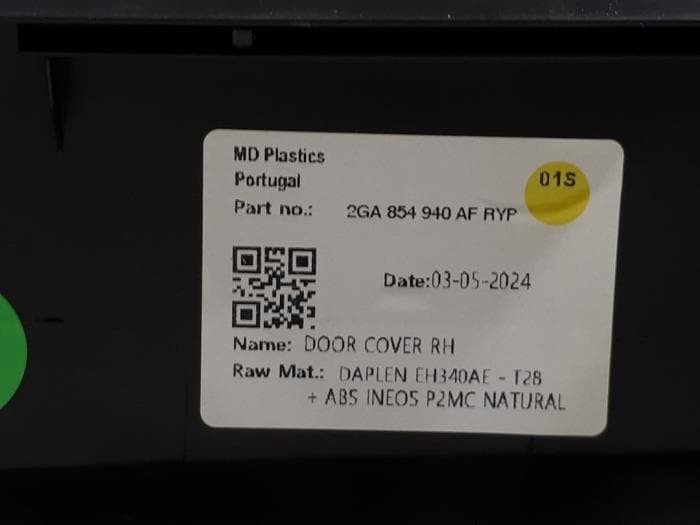 MD Plastics
Portugal
01S
Part no.: 2GA 854 940 AF RYP
Date:03-05-2024
Name: DOOR COVER RH
Raw Mat.: DAPLEN EH340AE - T28
+ ABS INEOS P2MC NATURAL